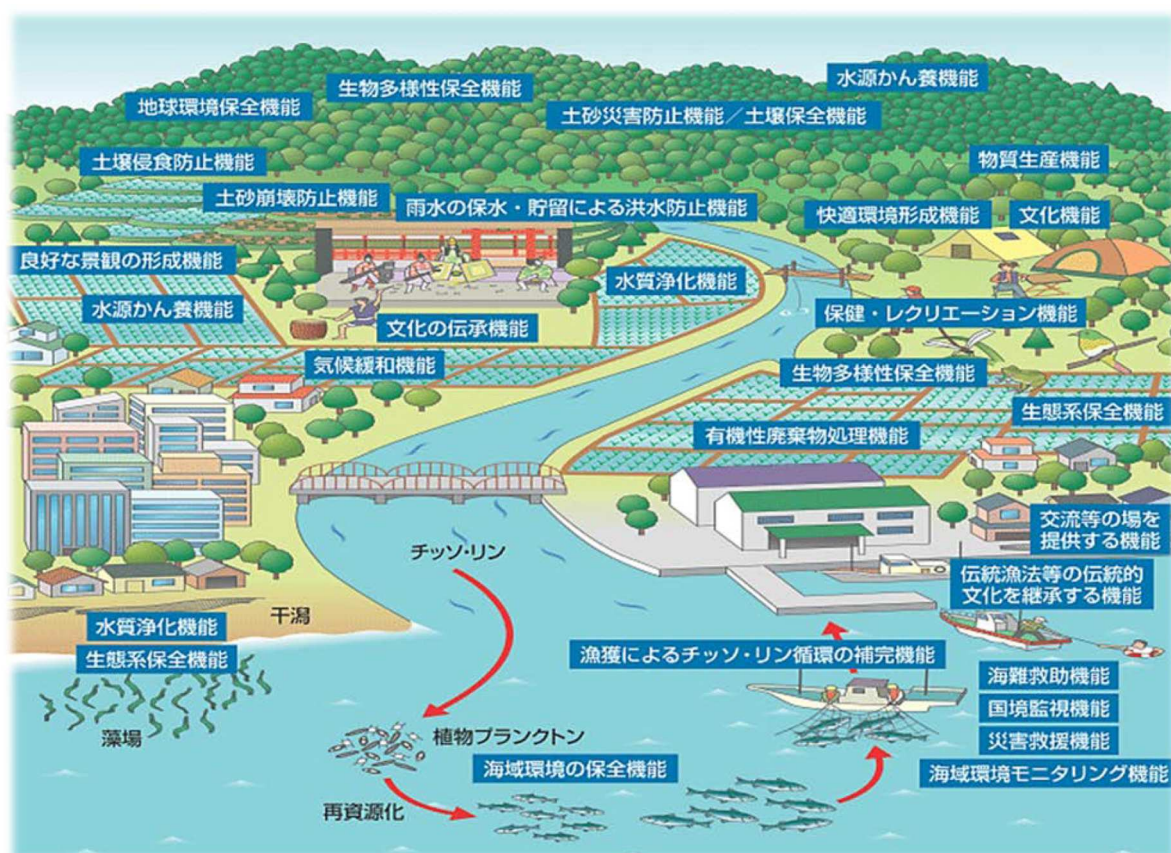 水源かん養機能
生物多様性保全機能
地球環境保全機能
土砂災害防止機能／土壌保全機能
土壌侵食防止機能
物質生産機能
土砂崩壊防止機能
雨水の保水・貯留による洪水防止機能
快適環境形成機能
文化機能
良好な景観の形成機能
水質浄化機能
水源かん養機能
保健・レクリエーション機能
文化の伝承機能
気候緩和機能
生物多様性保全機能
生態系保全機能
有機性廃棄物処理機能
交流等の場を
提供する機能
チッソ・リン
伝統漁法等の伝統的
文化を継承する機能
干潟
水質浄化機能
生態系保全機能
漁獲によるチッソ・リン循環の補完機能
海難救助機能
国境監視機能
藻場
植物プランクトン
災害救援機能
海域環境の保全機能
海域環境モニタリング機能
再資源化